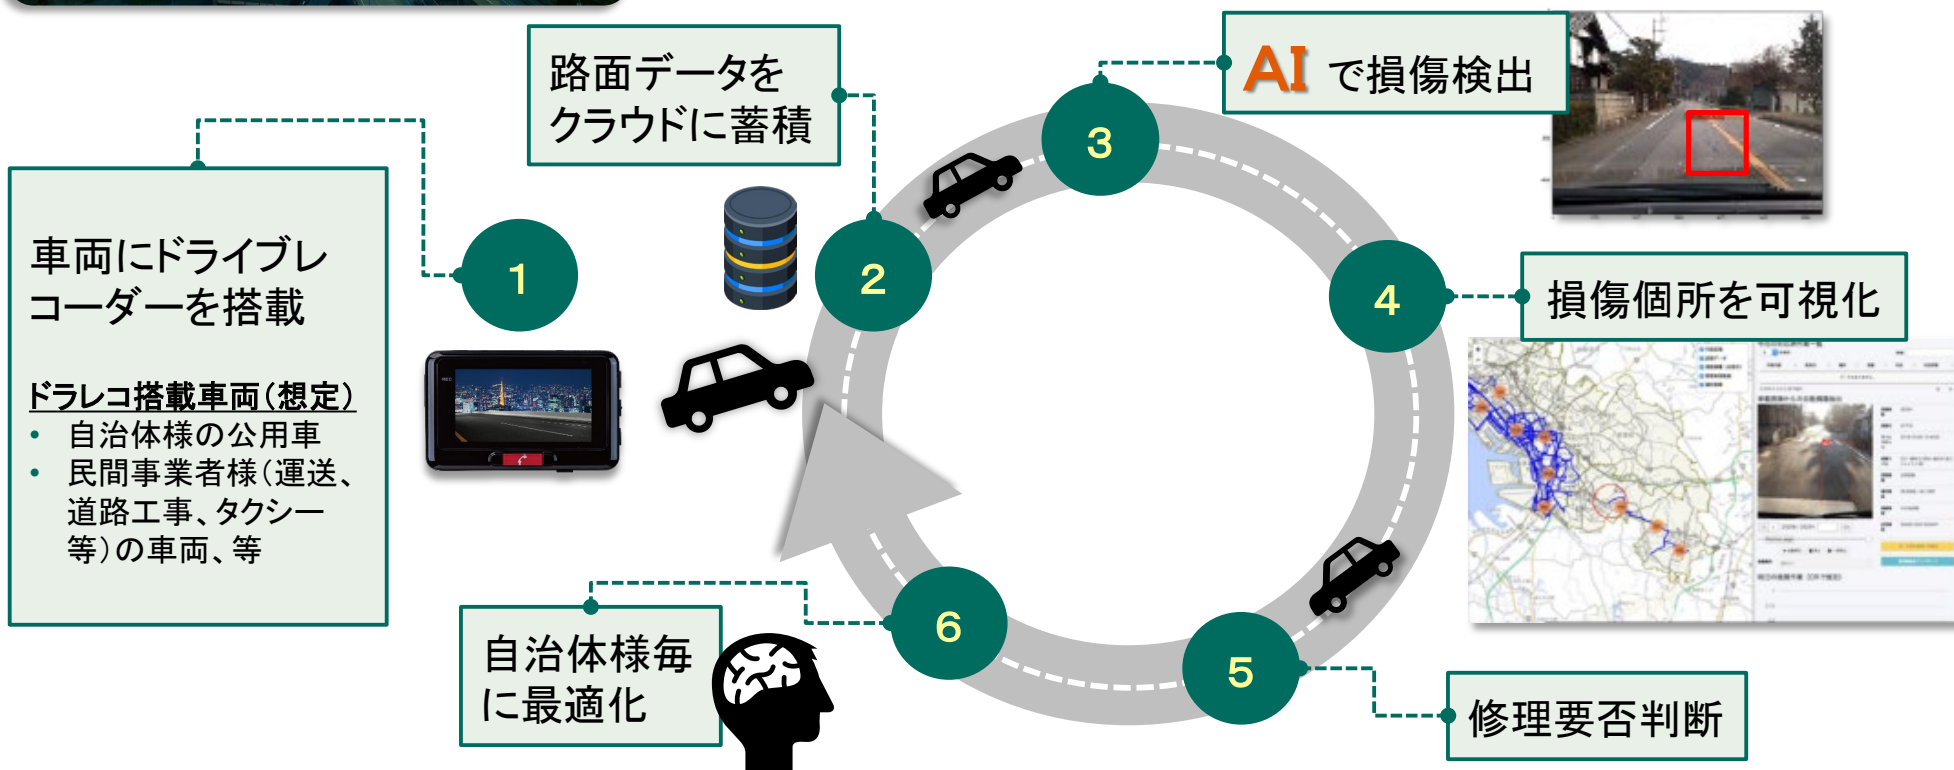 1
車両にドライブレ
コーダーを搭載
ドラレコ搭載車両(想定)
• 自治体様の公用車
• 民間事業者様(運送、
道路工事、タクシー
等)の車両、等
2
路面データを
クラウドに蓄積
3
AI で損傷検出
4
損傷個所を可視化
5
修理要否判断
6
自治体様毎
に最適化